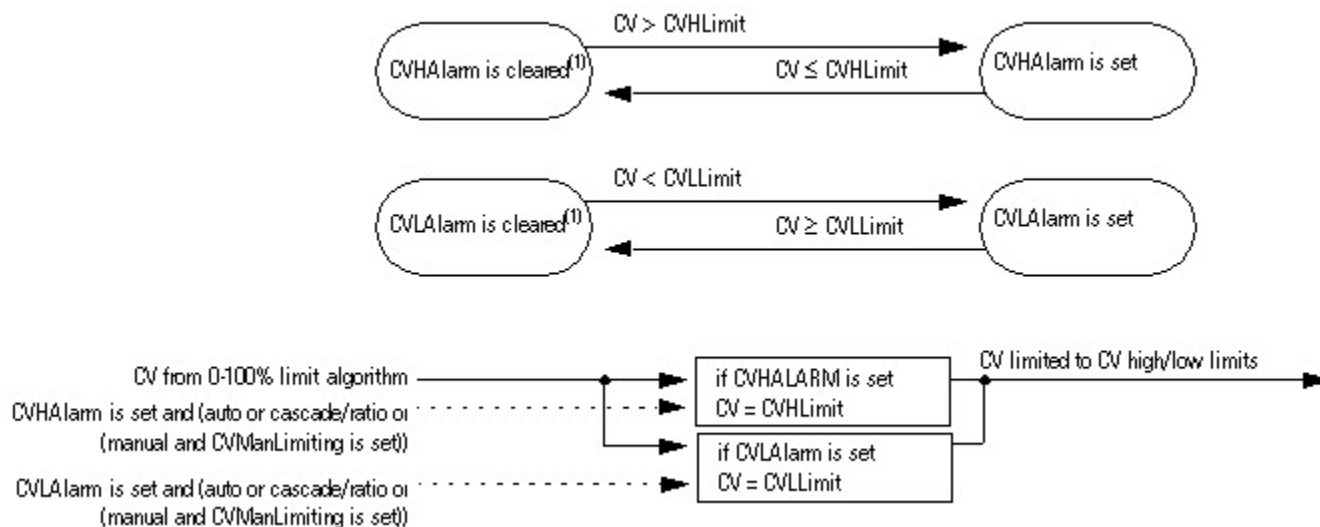 CV > CVHLimit
CVHAlarm is cleared(1)
CV ≤ CVHLimit
CVHAlarm is set
CV < CVLLimit
CVLAlarm is cleared(1)
CV ≥ CVLLimit
CVLAlarm is set
CV from 0-100% limit algorithm
CVHAlarm is set and (auto or cascade/ratio or
(manual and CVManLimiting is set))
CVLAlarm is set and (auto or cascade/ratio or
(manual and CVManLimiting is set))
if CVHALARM is set
CV = CVHLimit
if CVLAlarm is set
CV = CVLLimit
CV limited to CV high/low limits